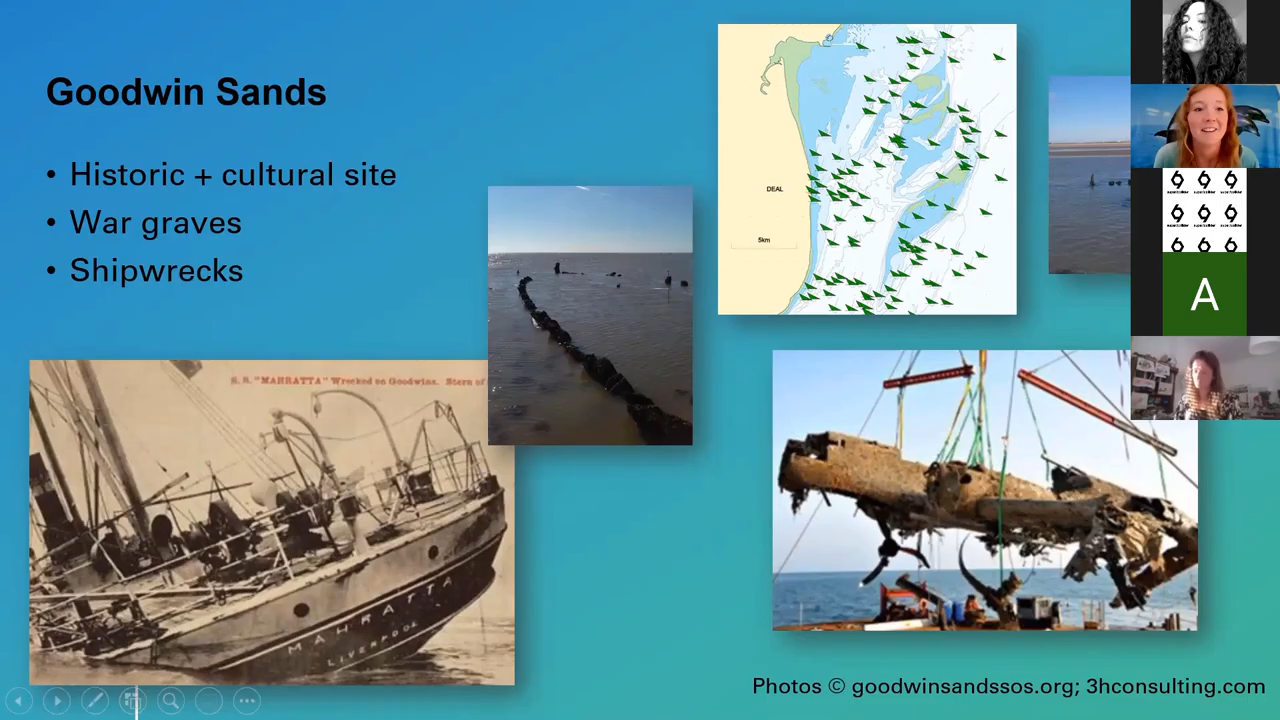 Goodwin Sands
• Historic + cultural site
• War graves
• Shipwrecks
DEAL
5km
S. S. "MAHRATTA" Wrecked on Goodwins. Stern of
MAHRATTA
LIVERPOOL
A
Photos © goodwinsandssos.org; 3hconsulting.com